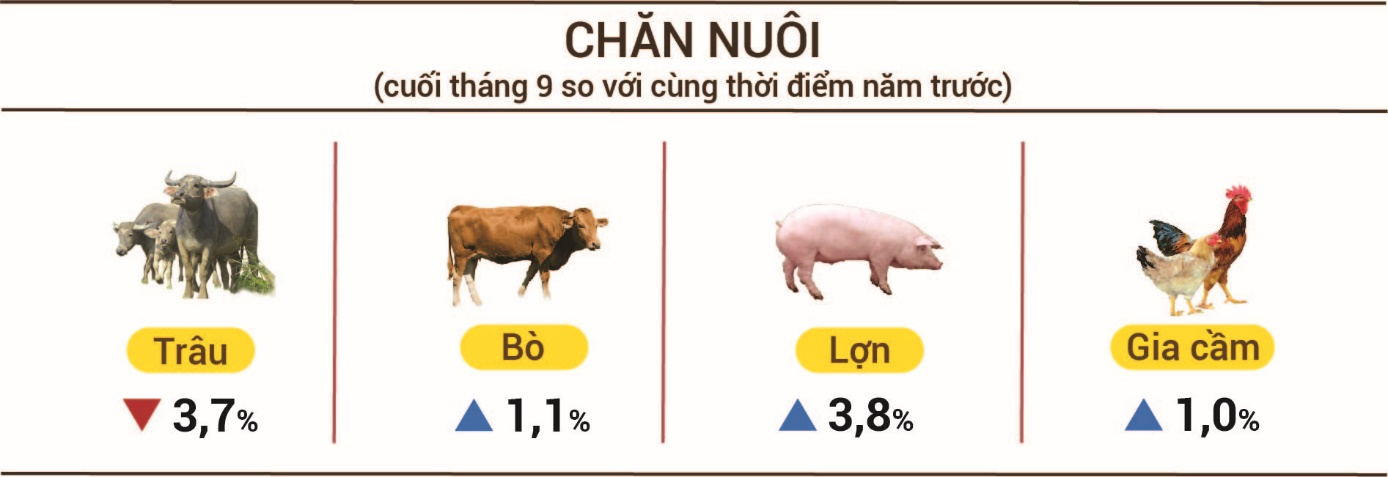 CHĂN NUÔI
(cuối tháng 9 so với cùng thời điểm năm trước)
Trâu
Bò
Lợn
Gia cầm
▼ 3,7%
▲ 1,1%
▲ 3,8%
▲ 1,0%